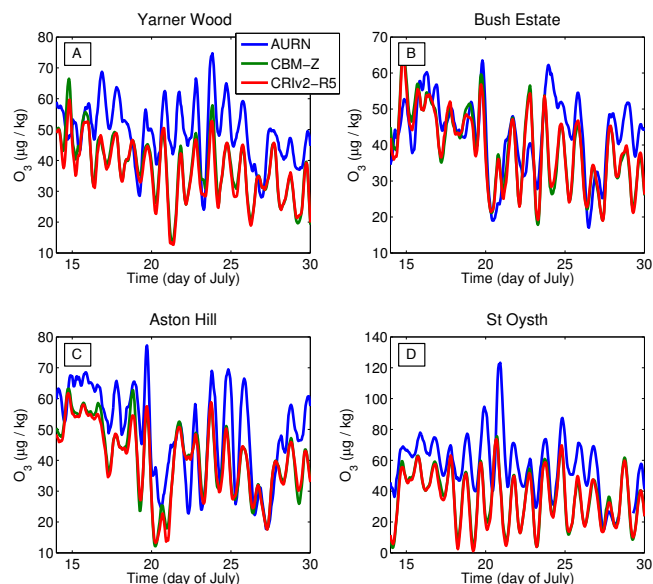 Yarner Wood
Bush Estate
80
70
60
50
40
30
20
10
A
AURN
CBM-Z
CRIv2-R5
O3 (µg / kg)
15 20 25 30
Time (day of July)
70
60
50
40
30
20
10
B
O3 (µg / kg)
15 20 25 30
Time (day of July)
Aston Hill
St Oysth
80
70
60
50
40
30
20
10
C
O3 (µg / kg)
15 20 25 30
Time (day of July)
140
120
100
80
60
40
20
0
D
O3 (µg / kg)
15 20 25 30
Time (day of July)